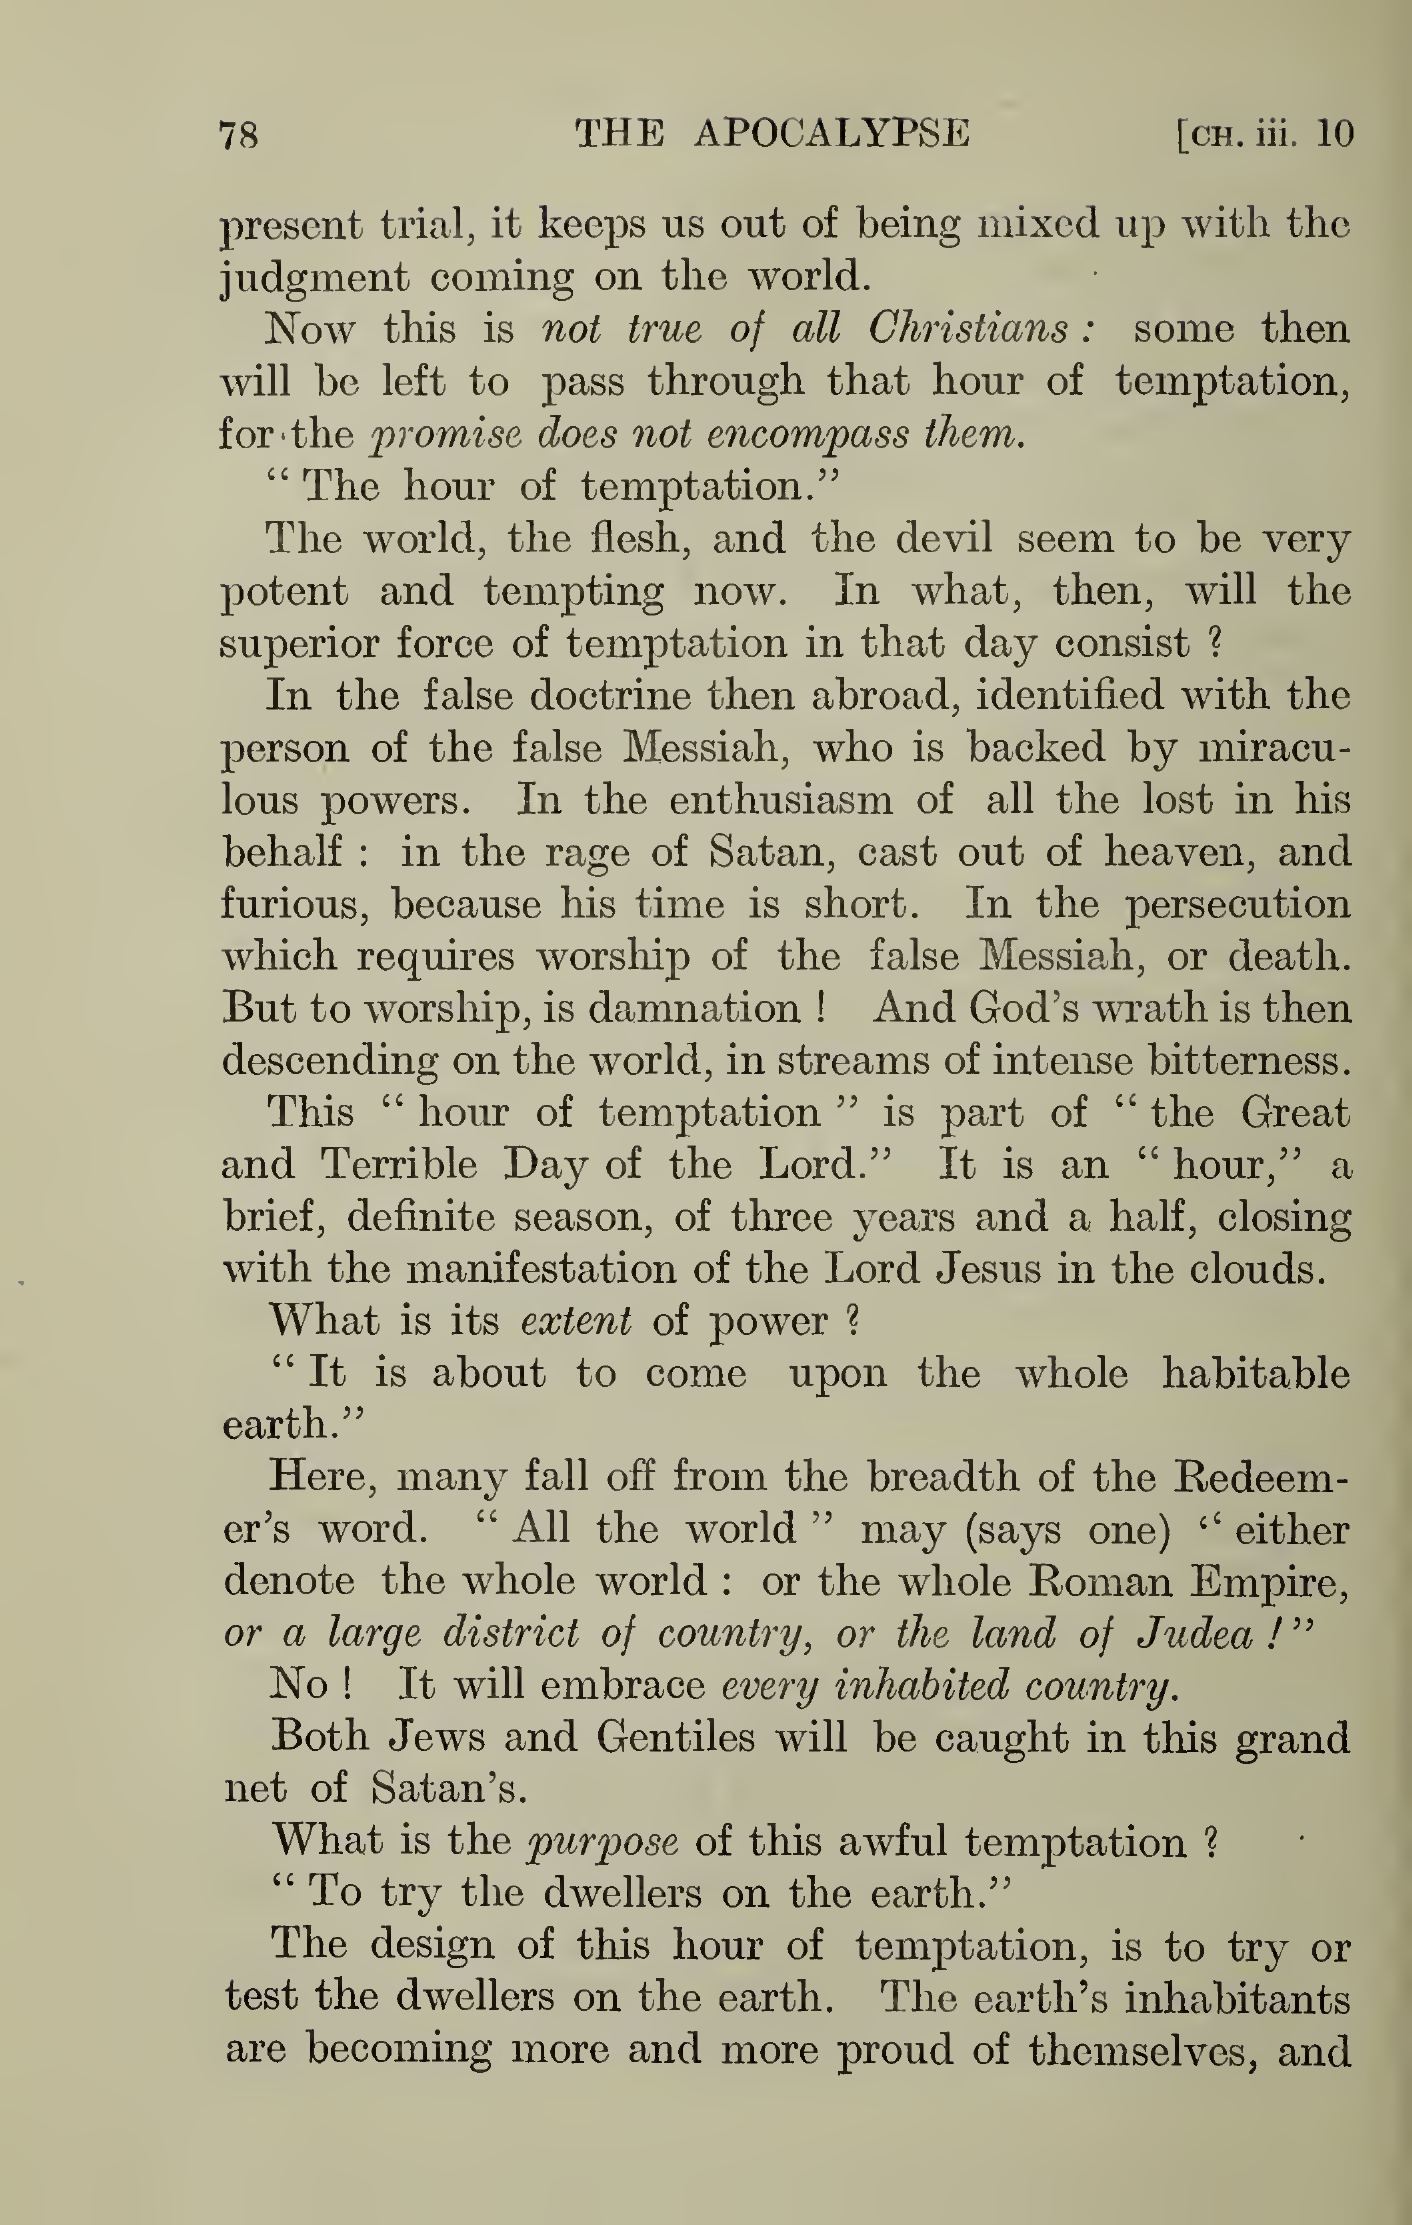 78 THE APOCALYPSE [CH. iii. 10
present trial, it keeps us out of being mixed up with the
judgment coming on the world.
Now this is not true of all Christians : some then
will be left to pass through that hour of temptation,
for the promise does not encompass them.
“ The hour of temptation.”
The world, the flesh, and the devil seem to be very
potent and tempting now. In what, then, will the
superior force of temptation in that day consist ?
In the false doctrine then abroad, identified with the
person of the false Messiah, who is backed by miracu-
lous powers. In the enthusiasm of all the lost in his
behalf : in the rage of Satan, cast out of heaven, and
furious, because his time is short. In the persecution
which requires worship of the false Messiah, or death.
But to worship, is damnation ! And God’s wrath is then
descending on the world, in streams of intense bitterness.
This “ hour of temptation ” is part of “ the Great
and Terrible Day of the Lord.” It is an “ hour,” a
brief, definite season, of three years and a half, closing
with the manifestation of the Lord Jesus in the clouds.
What is its extent of power ?
“ It is about to come upon the whole habitable
earth.”
Here, many fall off from the breadth of the Redeem-
er’s word. “ All the world ” may (says one) “ either
denote the whole world : or the whole Roman Empire,
or a large district of country, or the land of Judea ! ”
No ! It will embrace every inhabited country.
Both Jews and Gentiles will be caught in this grand
net of Satan’s.
What is the purpose of this awful temptation ?
“ To try the dwellers on the earth.”
The design of this hour of temptation, is to try or
test the dwellers on the earth. The earth’s inhabitants
are becoming more and more proud of themselves, and